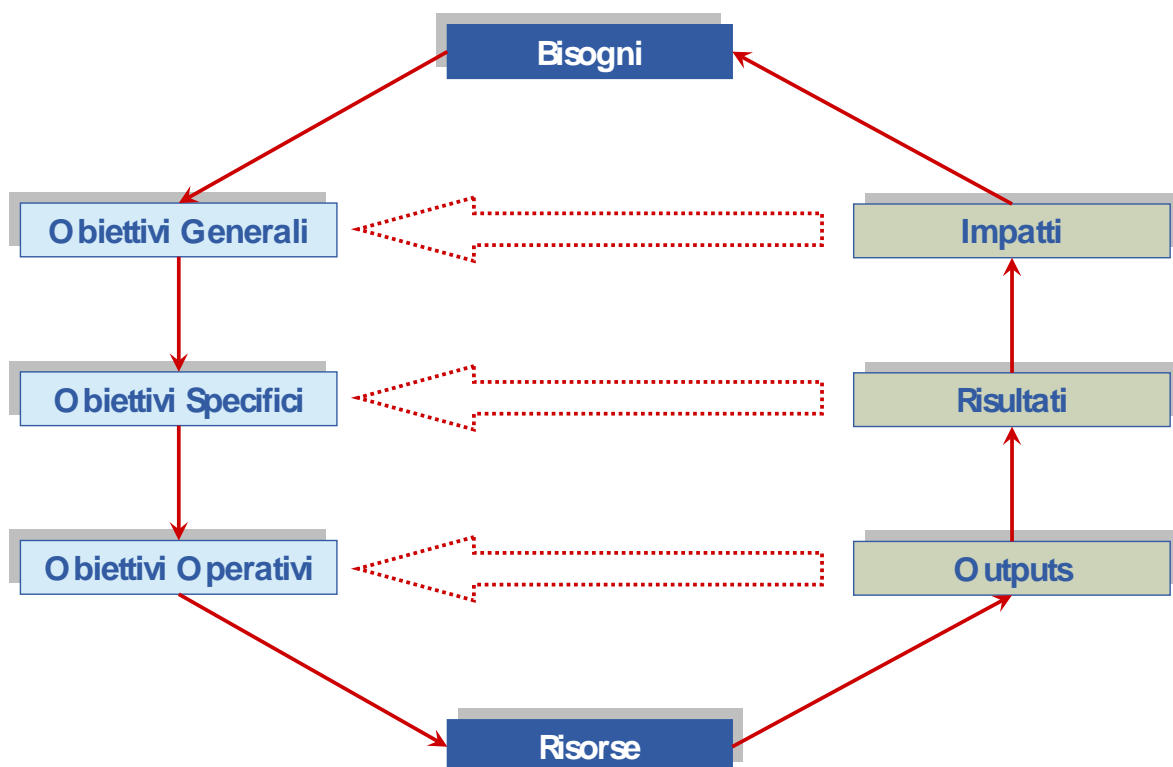 Bisogni
Obiettivi Generali
Impatti
Obiettivi Specifici
Risultati
Obiettivi Operativi
Outputs
Risorse